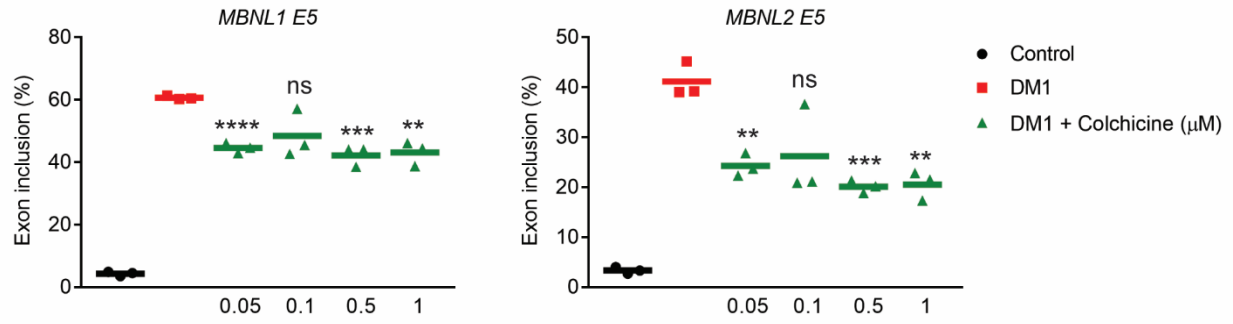 MBNL1 E5
Exon inclusion (%)
80
60
40
20
0
****
ns
***
**
0.05 0.1 0.5 1
MBNL2 E5
Exon inclusion (%)
50
40
30
20
10
0
**
ns
***
**
0.05 0.1 0.5 1
Control
DM1
DM1 + Colchicine (μM)